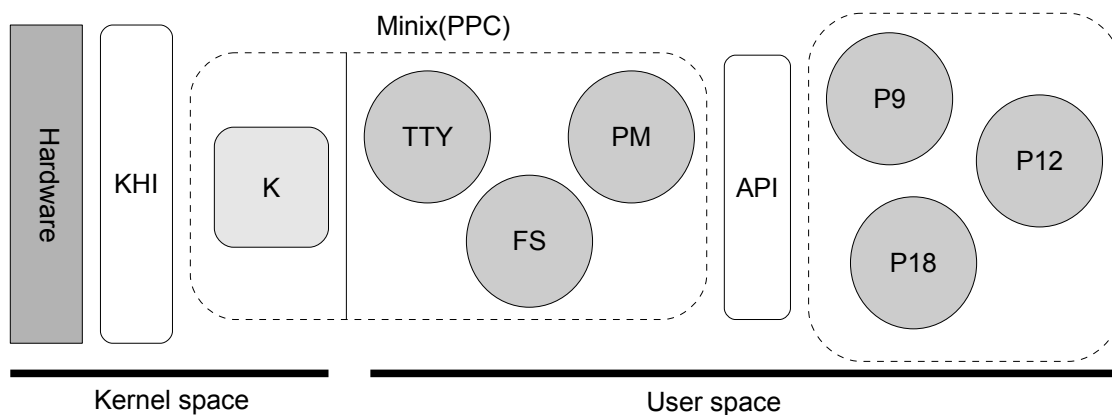 Minix(PPC)
Hardware
KHI
K
TTY
PM
FS
API
P9
P12
P18
Kernel space
User space